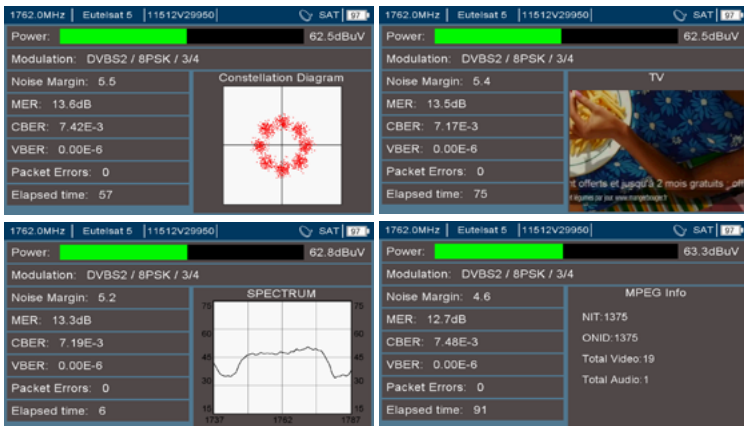 1762.0MHz Eutelsat 5 11512V29950 SAT 97
Power: 62.5dBuV
Modulation: DVBS2 / 8PSK / 3/4
Noise Margin: 5.5
MER: 13.6dB
CBER: 7.42E-3
VBER: 0.00E-6
Packet Errors: 0
Elapsed time: 57
Constellation Diagram
1762.0MHz Eutelsat 5 11512V29950 SAT 97
Power: 62.5dBuV
Modulation: DVBS2 / 8PSK / 3/4
Noise Margin: 5.4
MER: 13.5dB
CBER: 7.17E-3
VBER: 0.00E-6
Packet Errors: 0
Elapsed time: 75
TV
t offerts et jusqu'à 2 mois gratuits : off
1762.0MHz Eutelsat 5 11512V29950 SAT 97
Power: 62.8dBuV
Modulation: DVBS2 / 8PSK / 3/4
Noise Margin: 5.2
MER: 13.3dB
CBER: 7.19E-3
VBER: 0.00E-6
Packet Errors: 0
Elapsed time: 6
SPECTRUM
75 75
60 60
45 45
30 30
15 15
1737 1762 1787
1762.0MHz Eutelsat 5 11512V29950 SAT 97
Power: 63.3dBuV
Modulation: DVBS2 / 8PSK / 3/4
Noise Margin: 4.6
MER: 12.7dB
CBER: 7.48E-3
VBER: 0.00E-6
Packet Errors: 0
Elapsed time: 91
MPEG Info
NIT:1375
ONID:1375
Total Video:19
Total Audio:1